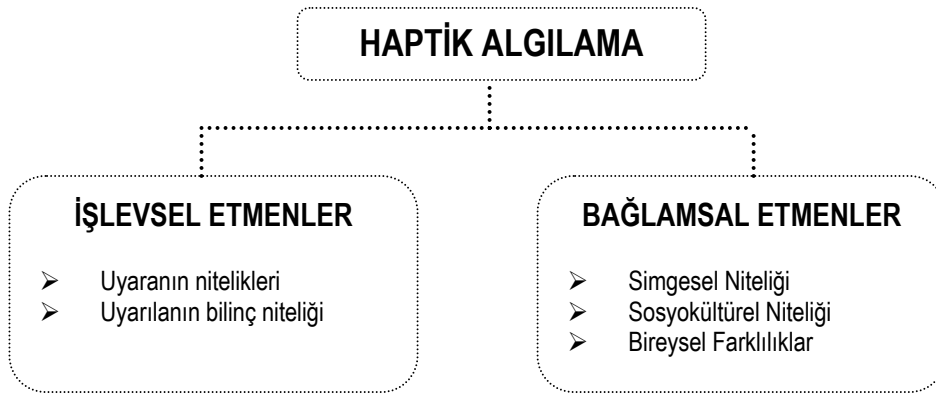 HAPTİK ALGILAMA
İŞLEVSEL ETMENLER
➢ Uyaranın nitelikleri
➢ Uyarılanın bilinç niteliği
BAĞLAMSAL ETMENLER
➢ Simgesel Niteliği
➢ Sosyokültürel Niteliği
➢ Bireysel Farklılıklar